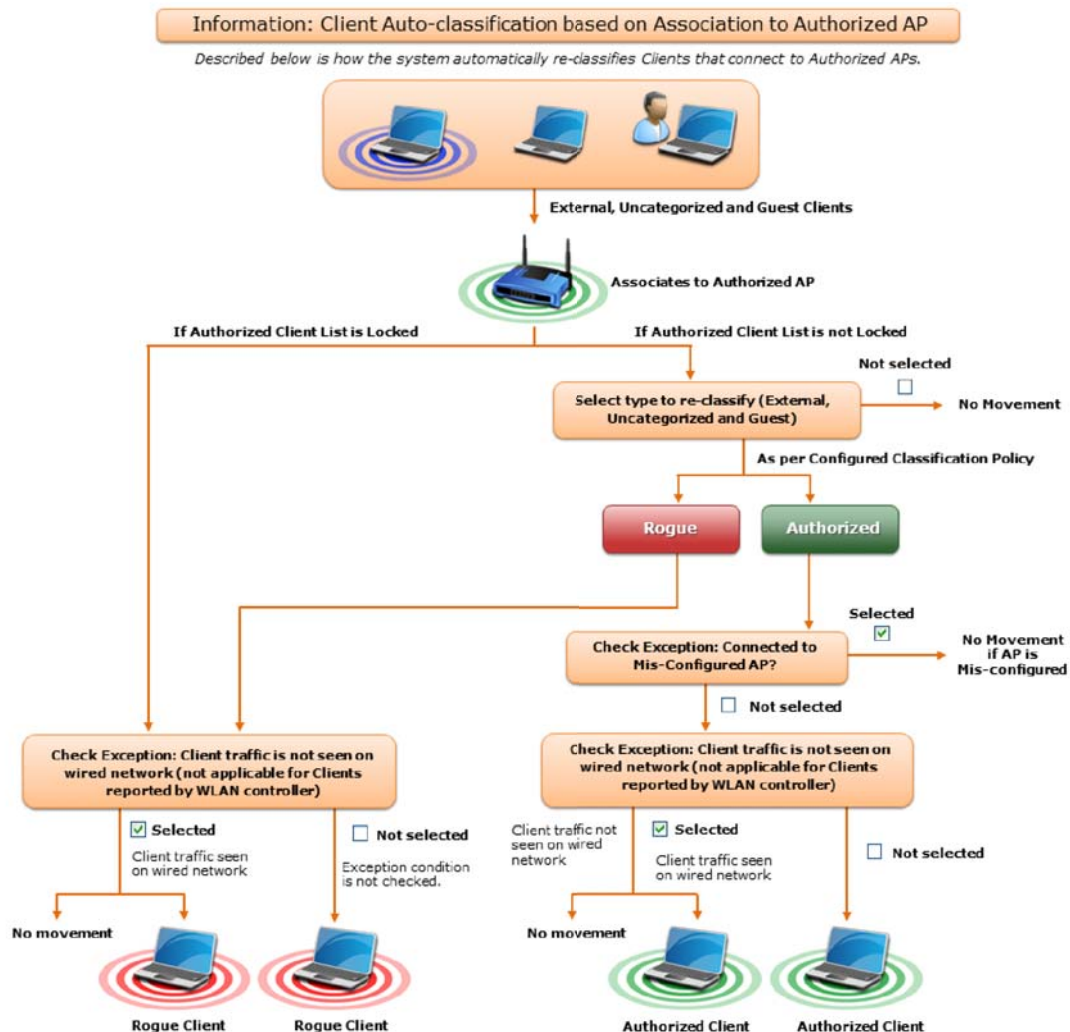 Information: Client Auto-classification based on Association to Authorized AP
Described below is how the system automatically re-classifies Clients that connect to Authorized APs.
External, Uncategorized and Guest Clients
Associates to Authorized AP
If Authorized Client List is Locked
If Authorized Client List is not Locked
Not selected
Select type to re-classify (External,
Uncategorized and Guest)
No Movement
As per Configured Classification Policy
Rogue
Authorized
Selected
Check Exception: Connected to
Mis-Configured AP?
No Movement
if AP is
Mis-configured
Not selected
Check Exception: Client traffic is not seen on
wired network (not applicable for Clients
reported by WLAN controller)
Selected
Client traffic seen
on wired network
Not selected
Exception condition
is not checked.
No movement
Rogue Client
Rogue Client
Check Exception: Client traffic is not seen on
wired network (not applicable for Clients
reported by WLAN controller)
Client traffic not
seen on wired
network
Selected
Client traffic seen
on wired network
Not selected
No movement
Authorized Client
Authorized Client